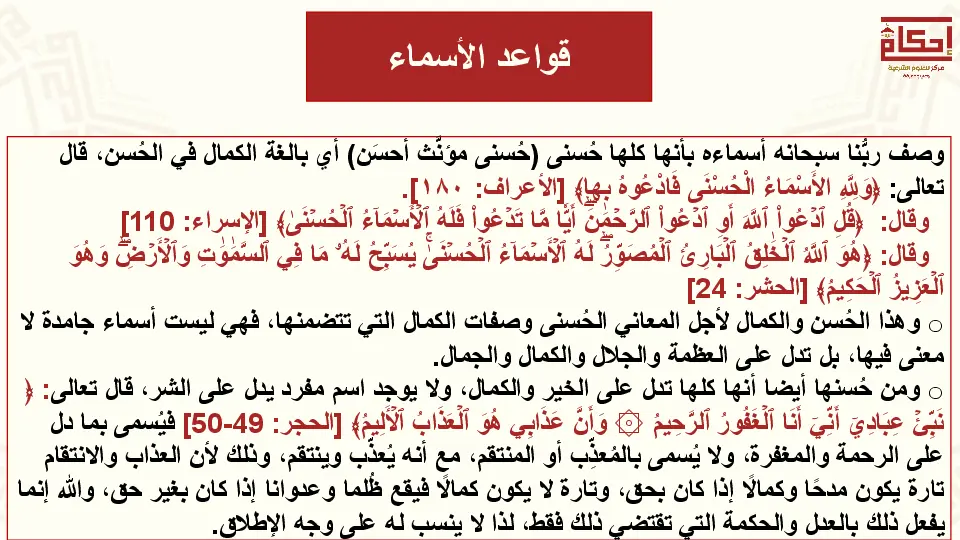 قواعد الأسماء
إحكام
مركز للعلوم الشرعية
وصف ربُّنا سبحانه أسماءه بأنها كلها حُسنى (حُسنى مؤنَّث أحسَن) أي بالغة الكمال في الحُسن، قال
تعالى: ﴿وَلِلَّهِ الأَسْمَاءُ الْحُسْنَى فَادْعُوهُ بِهَا﴾ [الأعراف: ١٨٠].
وقال: ﴿قُلِ ٱدۡعُواْ ٱللَّهَ أَوِ ٱدۡعُواْ ٱلرَّحۡمَٰنَۖ أَيّٗا مَّا تَدۡعُواْ فَلَهُ ٱلۡأَسۡمَآءُ ٱلۡحُسۡنَىٰ﴾ [الإسراء: 110]
وقال: ﴿هُوَ ٱللَّهُ ٱلۡخَٰلِقُ ٱلۡبَارِئُ ٱلۡمُصَوِّرُۖ لَهُ ٱلۡأَسۡمَآءُ ٱلۡحُسۡنَىٰۚ يُسَبِّحُ لَهُۥ مَا فِي ٱلسَّمَٰوَٰتِ وَٱلۡأَرۡضِۖ وَهُوَ
ٱلۡعَزِيزُ ٱلۡحَكِيمُ﴾ [الحشر: 24]
○ وهذا الحُسن والكمال لأجل المعاني الحُسنى وصفات الكمال التي تتضمنها، فهي ليست أسماء جامدة لا
معنى فيها، بل تدل على العظمة والجلال والكمال والجمال.
○ ومن حُسنها أيضا أنها كلها تدل على الخير والكمال، ولا يوجد اسم مفرد يدل على الشر، قال تعالى: ﴿
نَبِّئۡ عِبَادِيٓ أَنِّيٓ أَنَا ٱلۡغَفُورُ ٱلرَّحِيمُ ۞ وَأَنَّ عَذَابِي هُوَ ٱلۡعَذَابُ ٱلۡأَلِيمُ﴾ [الحجر: 49-50] فيُسمى بما دل
على الرحمة والمغفرة، ولا يُسمى بالمُعذِّب أو المنتقم، مع أنه يُعذِّب وينتقم، وذلك لأن العذاب والانتقام
تارة يكون مدحًا وكمالًا إذا كان بحق، وتارة لا يكون كمالًا فيقع ظُلما وعدوانا إذا كان بغير حق، والله إنما
يفعل ذلك بالعدل والحكمة التي تقتضي ذلك فقط، لذا لا ينسب له على وجه الإطلاق.